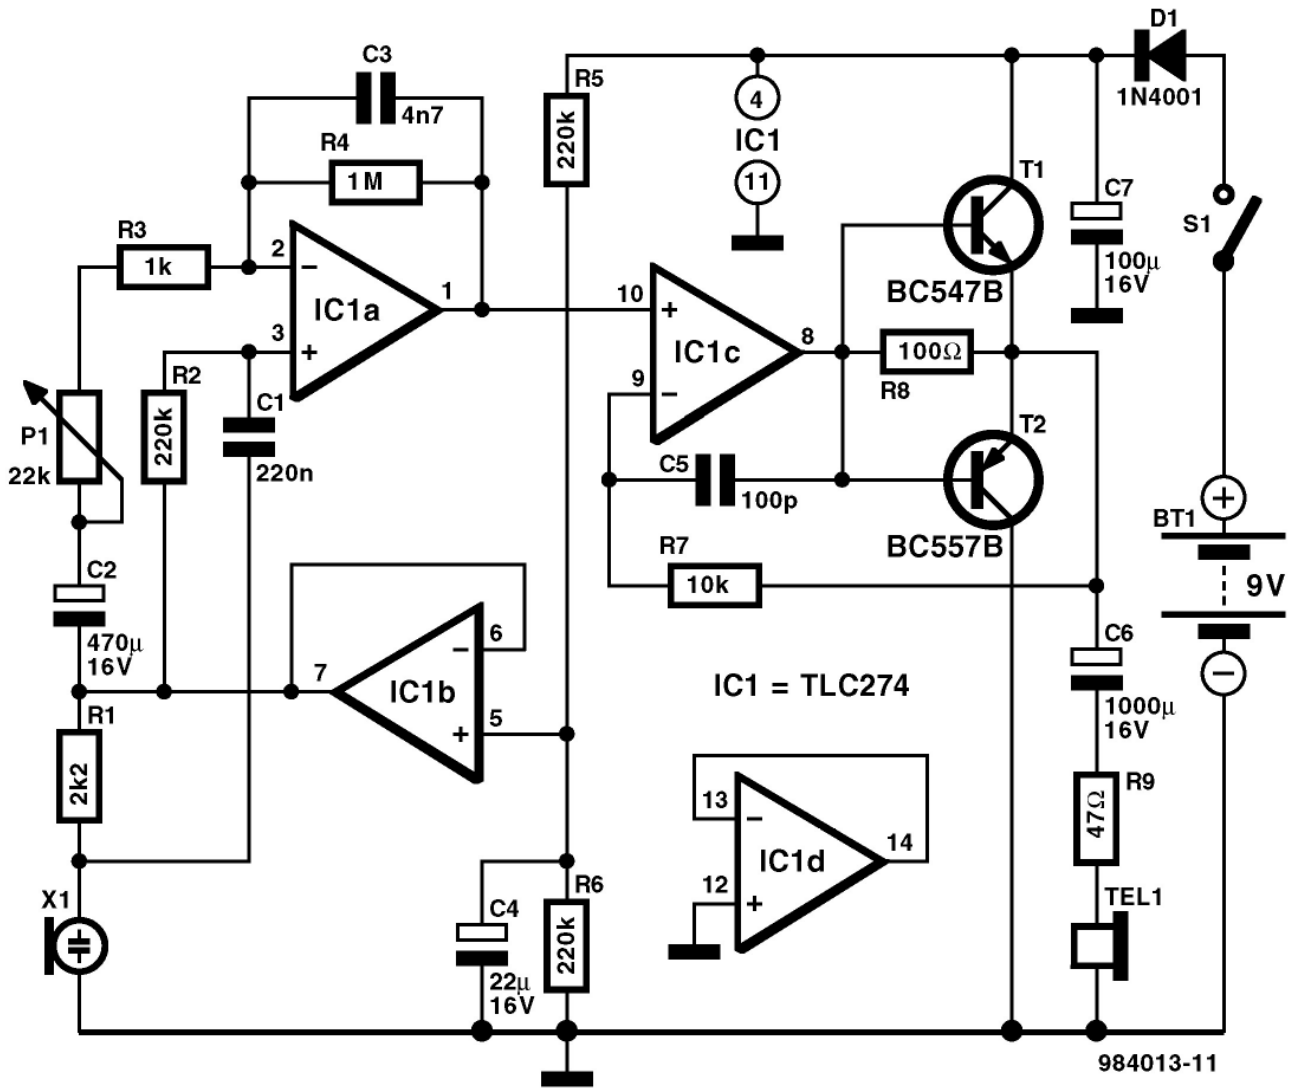 D1
1N4001
C3
4n7
R5
220k
4
IC1
11
R4
1M
T1
C7
100µ
16V
S1
R3
1k
2
−
IC1a
1
3
+
BC547B
10
+
IC1c
8
9
−
100Ω
R8
R2
220k
C1
220n
P1
22k
T2
C5
100p
BC557B
+
BT1
9V
−
R7
10k
C2
470µ
16V
6
−
IC1b
7
5
+
IC1 = TLC274
C6
1000µ
16V
R1
2k2
R9
47Ω
13
−
IC1d
14
12
+
X1
C4
22µ
16V
R6
220k
TEL1
984013-11